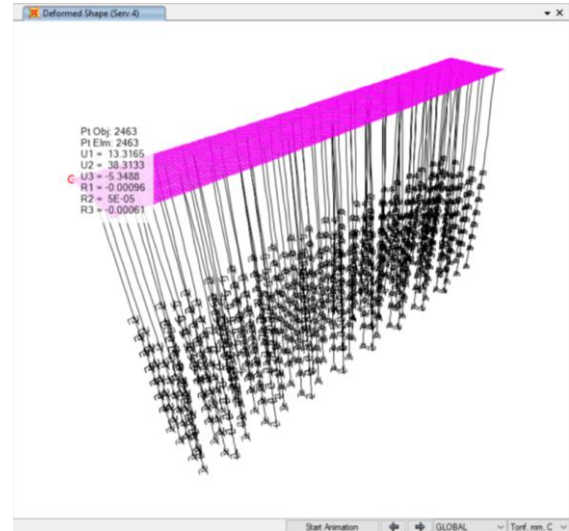 Deformed Shape (Serv 4)
Pt Obj: 2463
Pt Elm: 2463
U1 = 13.3165
U2 = 38.3133
U3 = -5.3488
R1 = -0.00096
R2 = 5E-05
R3 = -0.00061
Start Animation
GLOBAL
Tonf, mm, C